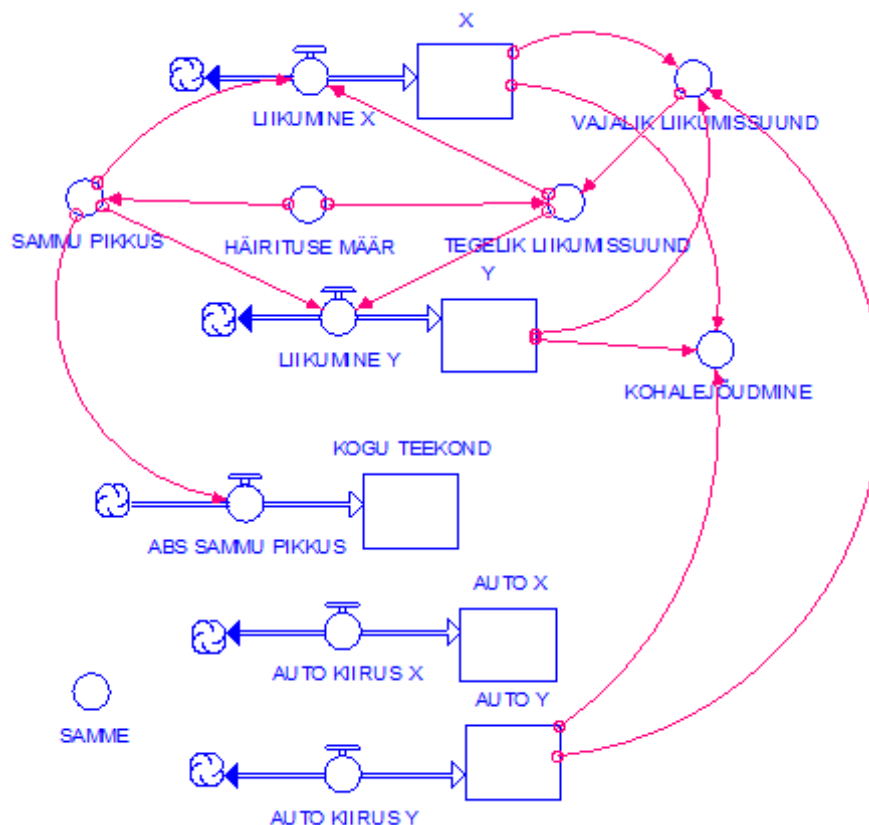 X
LIIKUMINE X
VAJALIK LIIKUMISSUUND
SAMMU PIKKUS
HÄIRITUSE MÄÄR
TEGELIK LIIKUMISSUUND
Y
LIIKUMINE Y
KOHALEJÕUDMINE
KOGU TEEKOND
ABS SAMMU PIKKUS
AUTO X
AUTO KIIRUS X
AUTO Y
SAMME
AUTO KIIRUS Y